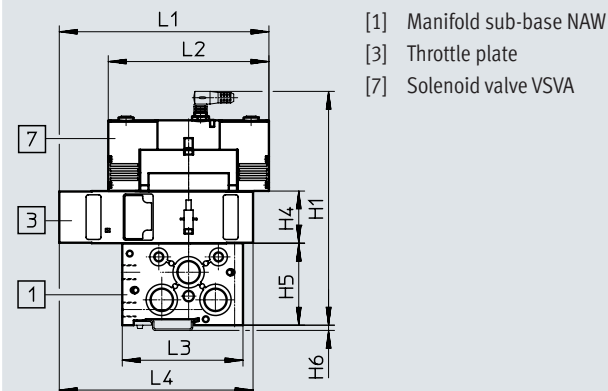 L1
L2
[1] Manifold sub-base NAW
[3] Throttle plate
[7] Solenoid valve VSVA
7
3
1
H4
H1
H5
H6
L3
L4